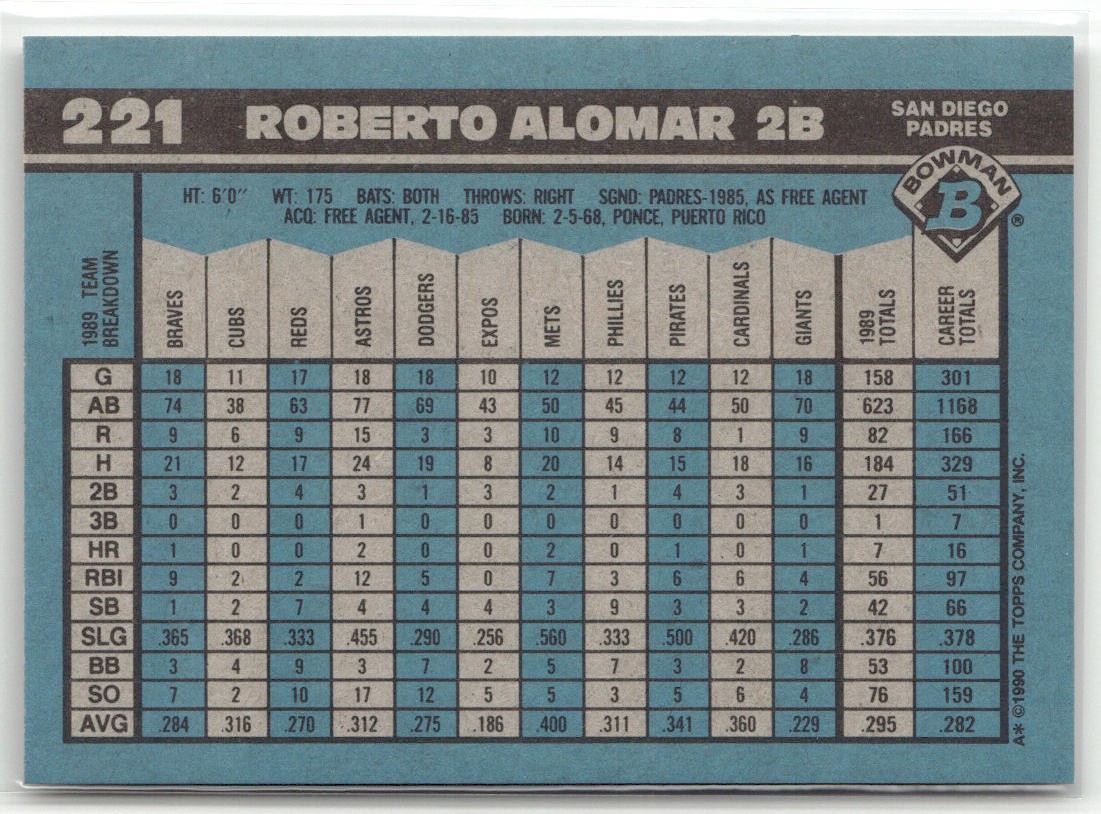 221 ROBERTO ALOMAR 2B SAN DIEGO
PADRES
BOWMAN
B
®
HT: 6'0" WT: 175 BATS: BOTH THROWS: RIGHT SGND: PADRES-1985, AS FREE AGENT
ACQ: FREE AGENT, 2-16-85 BORN: 2-5-68, PONCE, PUERTO RICO
1989 TEAM BREAKDOWN BRAVES CUBS REDS ASTROS DODGERS EXPOS METS PHILLIES PIRATES CARDINALS GIANTS 1989 TOTALS CAREER TOTALS
G 18 11 17 18 18 10 12 12 12 12 18 158 301
AB 74 38 63 77 69 43 50 45 44 50 70 623 1168
R 9 6 9 15 3 3 10 9 8 1 9 82 166
H 21 12 17 24 19 8 20 14 15 18 16 184 329
2B 3 2 4 3 1 3 2 1 4 3 1 27 51
3B 0 0 0 1 0 0 0 0 0 0 0 1 7
HR 1 0 0 2 0 0 2 0 1 0 1 7 16
RBI 9 2 2 12 5 0 7 3 6 6 4 56 97
SB 1 2 7 4 4 4 3 9 3 3 2 42 66
SLG .365 .368 .333 .455 .290 .256 .560 .333 .500 .420 .286 .376 .378
BB 3 4 9 3 7 2 5 7 3 2 8 53 100
SO 7 2 10 17 12 5 5 3 5 6 4 76 159
AVG .284 .316 .270 .312 .275 .186 .400 .311 .341 .360 .229 .295 .282
A* ©1990 THE TOPPS COMPANY, INC.